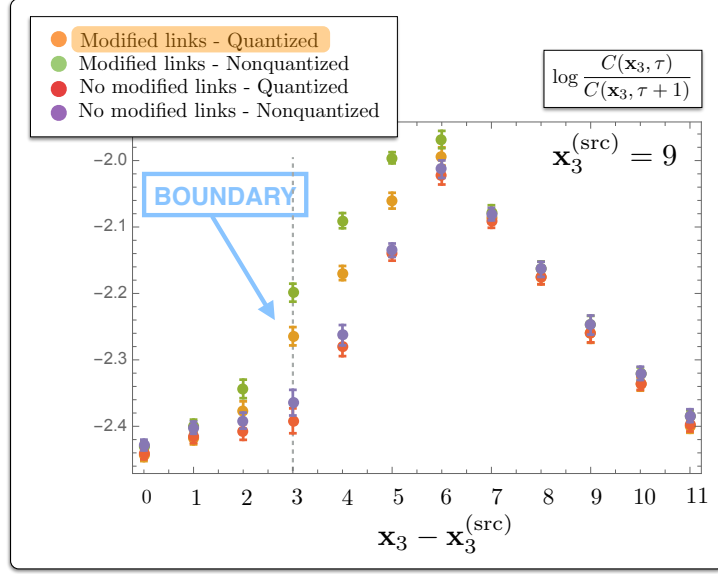 Modified links - Quantized
Modified links - Nonquantized
No modified links - Quantized
No modified links - Nonquantized
log C(𝐱₃, τ) / C(𝐱₃, τ + 1)
𝐱₃⁽ˢʳᶜ⁾ = 9
BOUNDARY
−2.0
−2.1
−2.2
−2.3
−2.4
0 1 2 3 4 5 6 7 8 9 10 11
𝐱₃ − 𝐱₃⁽ˢʳᶜ⁾